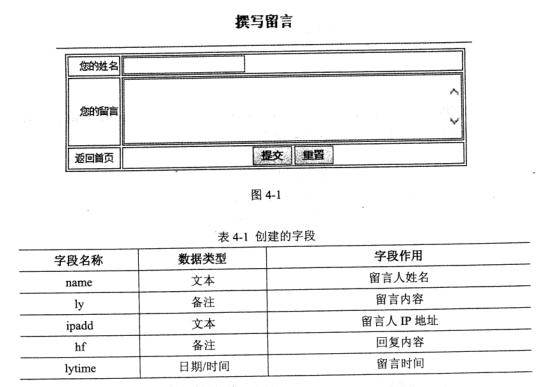 撰写留言
您的姓名
您的留言
返回首页 提交 重置
图 4-1
表 4-1 创建的字段
字段名称 数据类型 字段作用
name 文本 留言人姓名
ly 备注 留言内容
ipadd 文本 留言人 IP 地址
hf 备注 回复内容
lytime 日期/时间 留言时间